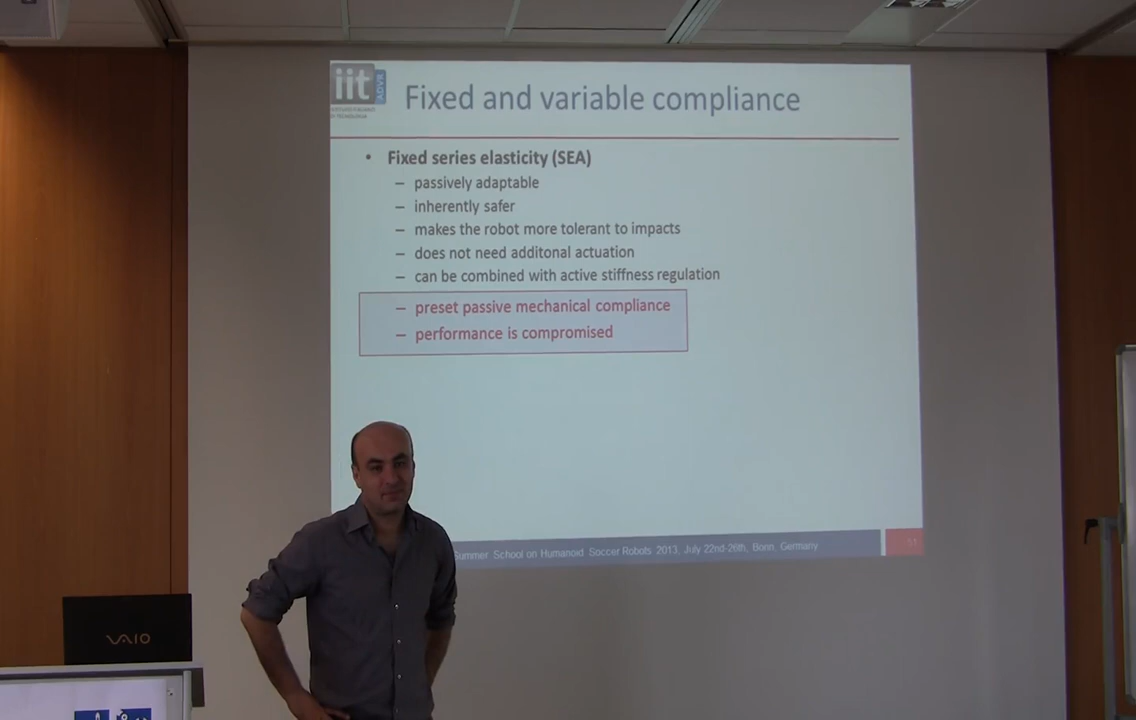 iit
ADVR
Fixed and variable compliance
• Fixed series elasticity (SEA)
– passively adaptable
– inherently safer
– makes the robot more tolerant to impacts
– does not need additonal actuation
– can be combined with active stiffness regulation
– preset passive mechanical compliance
– performance is compromised
Summer School on Humanoid Soccer Robots 2013, July 22nd-26th, Bonn, Germany
VAIO